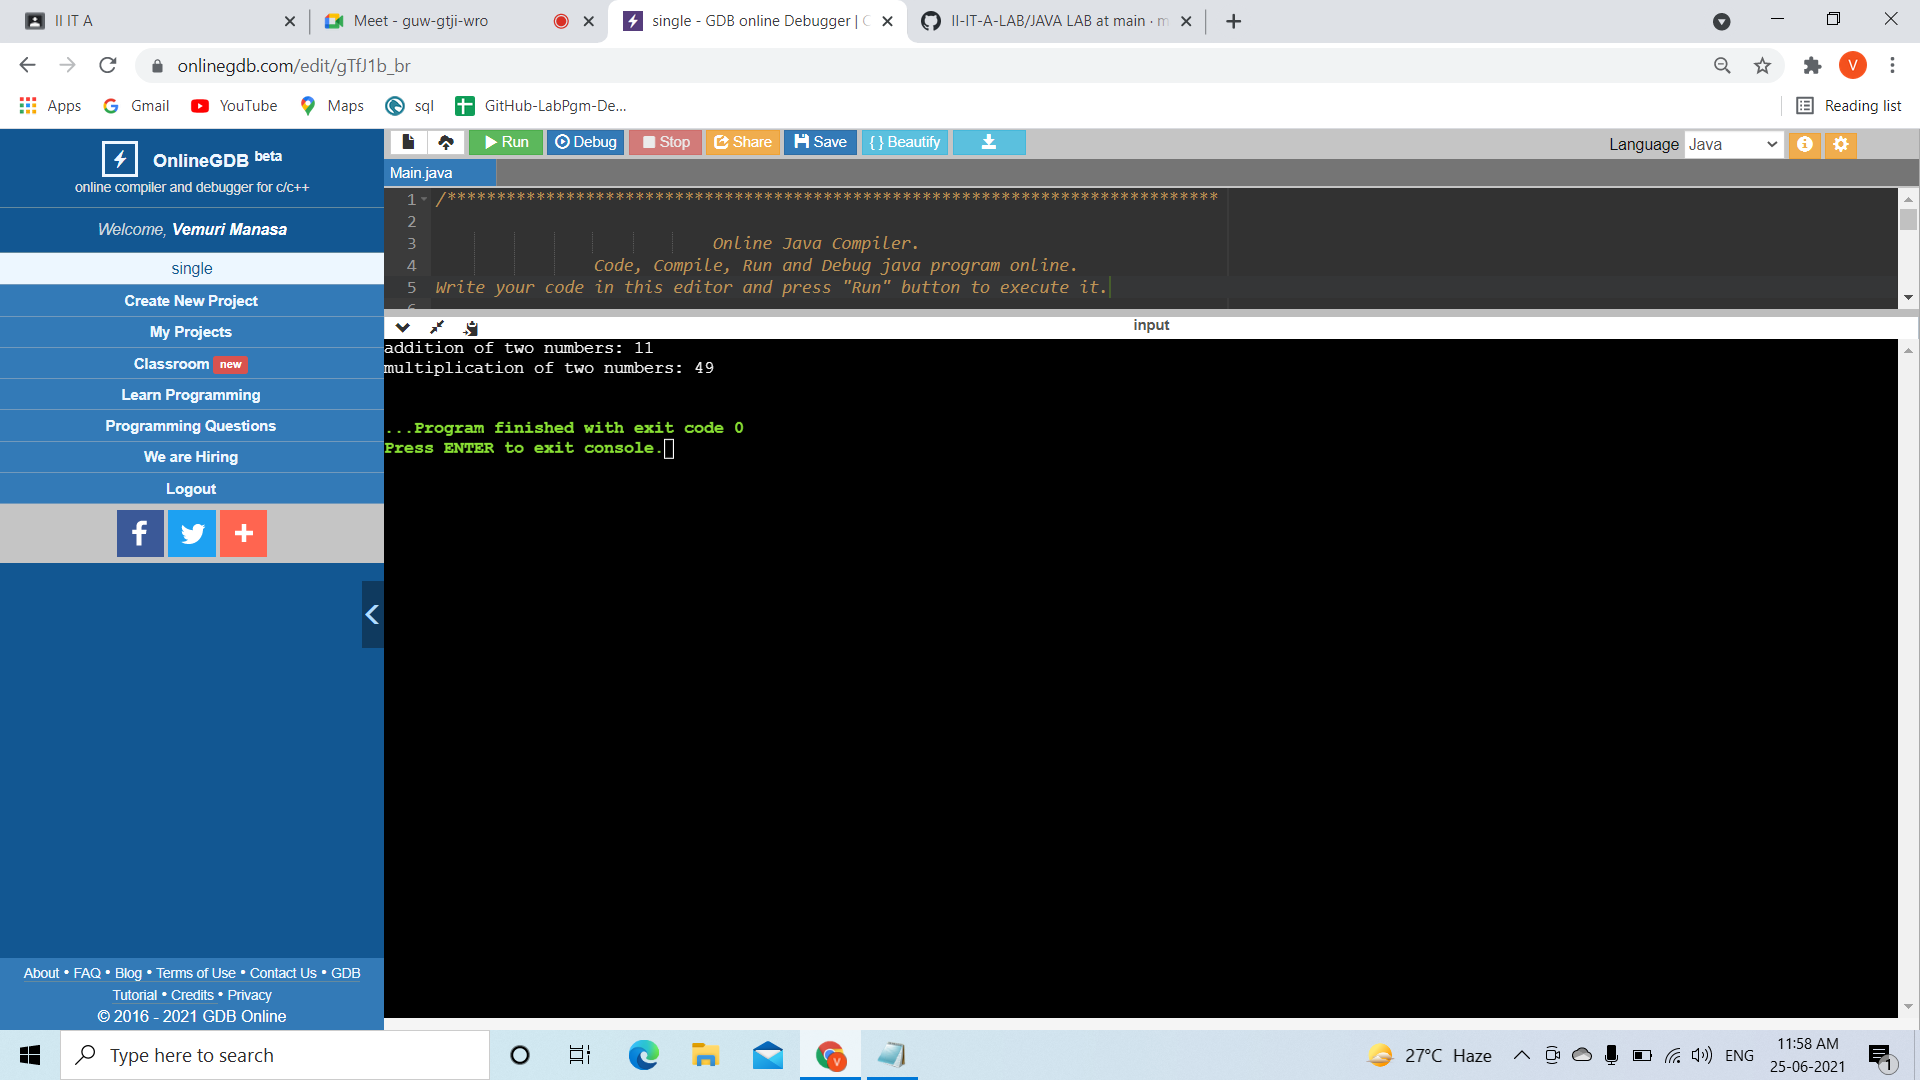 II IT A
Meet - guw-gtji-wro
single - GDB online Debugger | C
II-IT-A-LAB/JAVA LAB at main · m
onlinegdb.com/edit/gTfJ1b_br
V
Apps
Gmail
YouTube
Maps
sql
GitHub-LabPgm-De...
Reading list
OnlineGDB beta
online compiler and debugger for c/c++
Welcome, Vemuri Manasa
single
Create New Project
My Projects
Classroom new
Learn Programming
Programming Questions
We are Hiring
Logout
Run
Debug
Stop
Share
Save
{ } Beautify
Language Java
Main.java
1 /******************************************************************************
2
3 Online Java Compiler.
4 Code, Compile, Run and Debug java program online.
5 Write your code in this editor and press "Run" button to execute it.
input
addition of two numbers: 11
multiplication of two numbers: 49
...Program finished with exit code 0
Press ENTER to exit console.
About • FAQ • Blog • Terms of Use • Contact Us • GDB
Tutorial • Credits • Privacy
© 2016 - 2021 GDB Online
Type here to search
27°C Haze
ENG
11:58 AM
25-06-2021
1